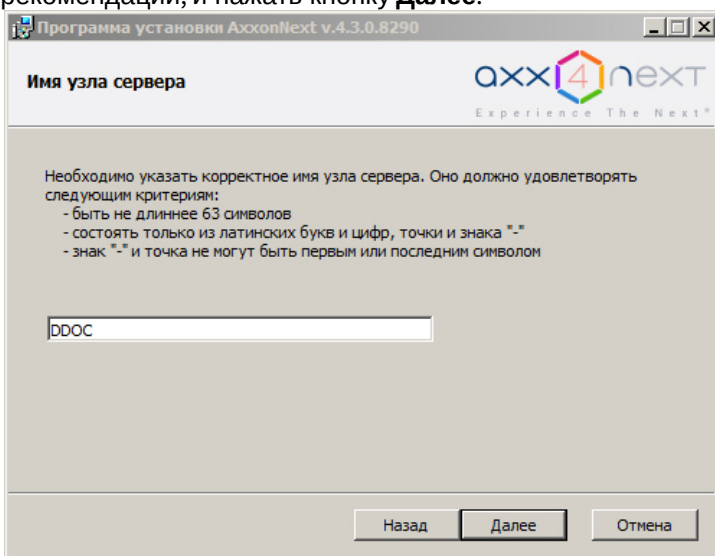 рекомендации, и нажать кнопку Далее.
Программа установки AxxonNext v.4.3.0.8290
Имя узла сервера
axx4next
Experience The Next®
Необходимо указать корректное имя узла сервера. Оно должно удовлетворять
следующим критериям:
- быть не длиннее 63 символов
- состоять только из латинских букв и цифр, точки и знака "-"
- знак "-" и точка не могут быть первым или последним символом
DDOC
Назад
Далее
Отмена